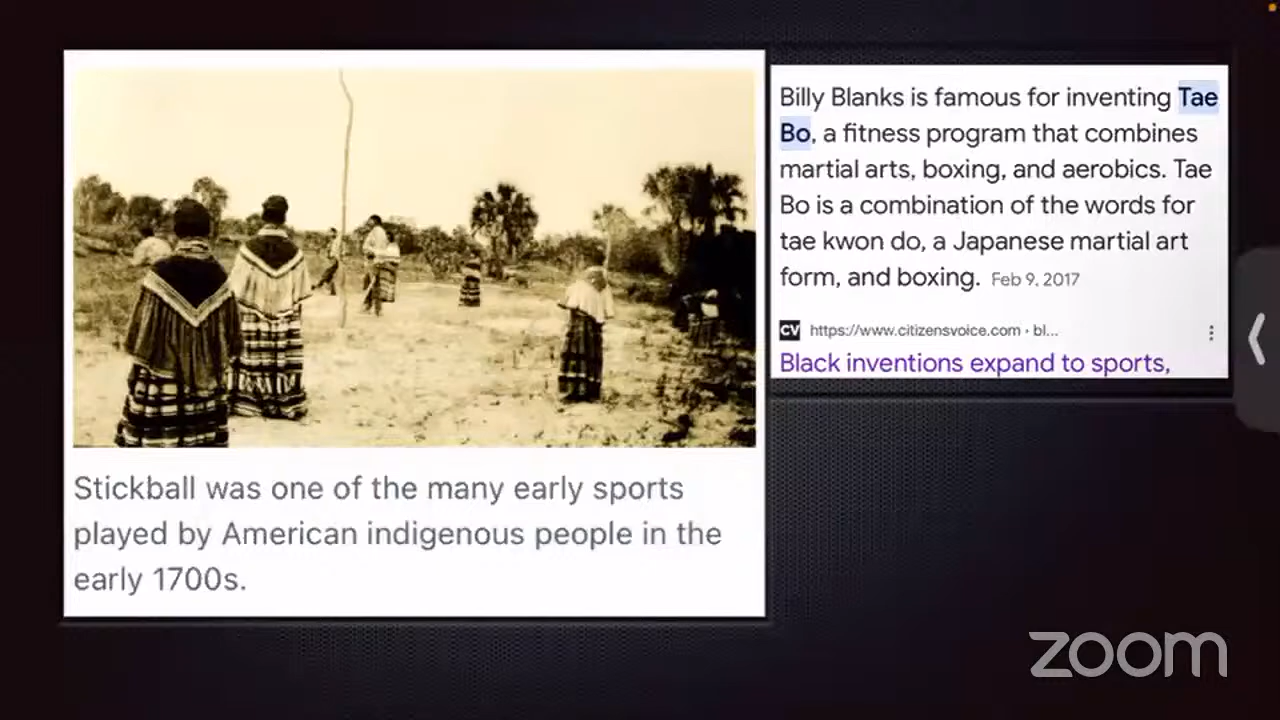 Stickball was one of the many early sports
played by American indigenous people in the
early 1700s.
Billy Blanks is famous for inventing Tae
Bo, a fitness program that combines
martial arts, boxing, and aerobics. Tae
Bo is a combination of the words for
tae kwon do, a Japanese martial art
form, and boxing. Feb 9, 2017
CV https://www.citizensvoice.com › bl...
Black inventions expand to sports,
zoom